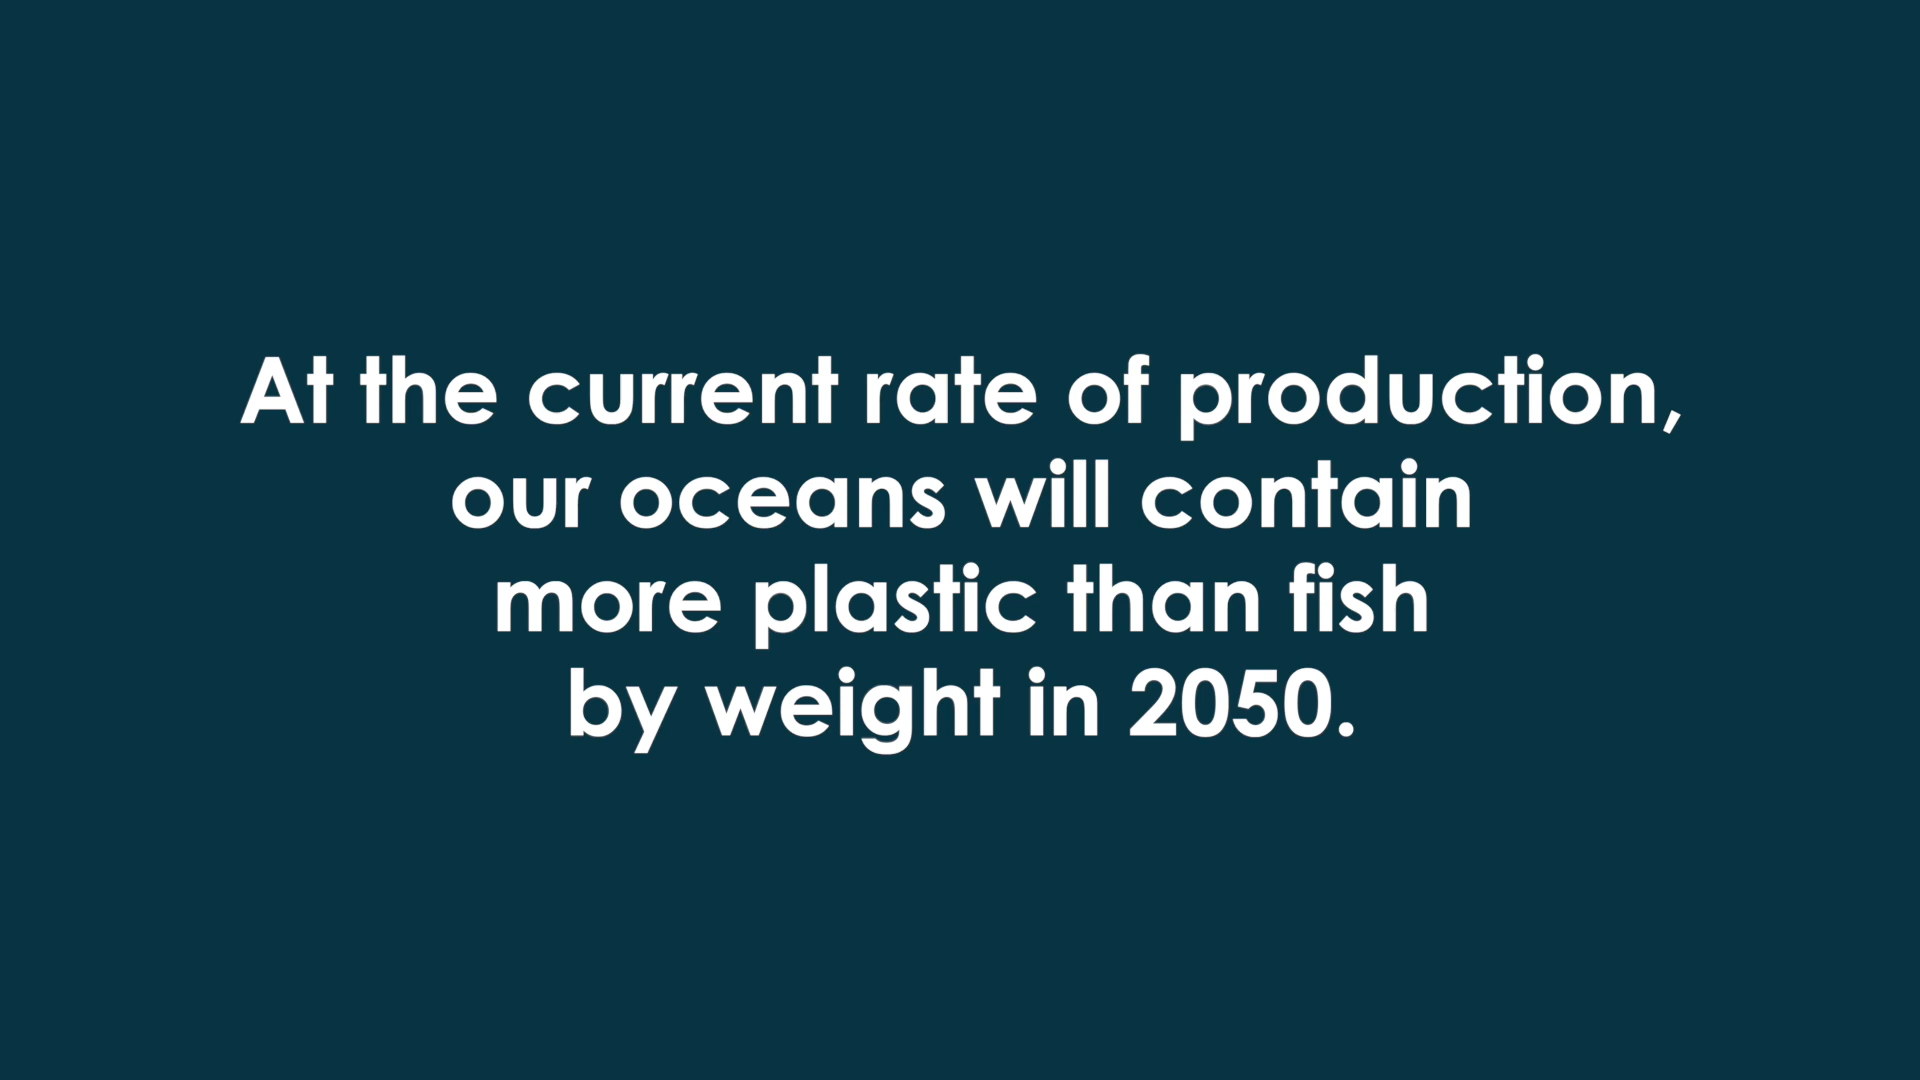 At the current rate of production,
our oceans will contain
more plastic than fish
by weight in 2050.